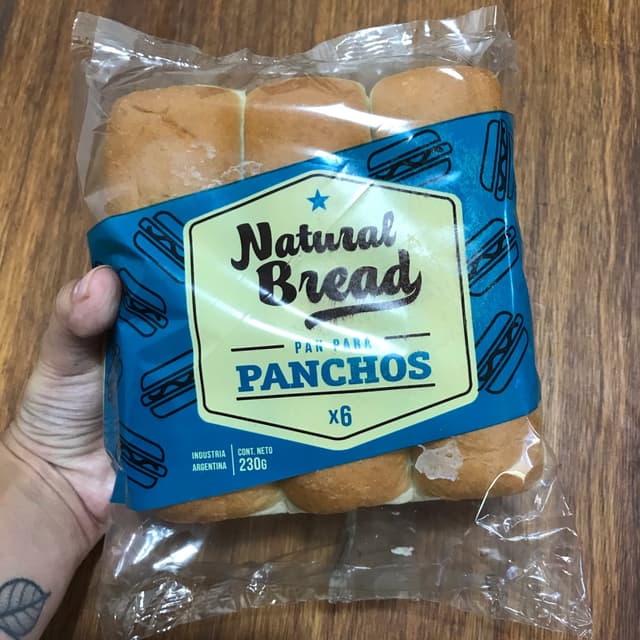 Natural
Bread
PAN PARA
PANCHOS
x6
INDUSTRIA
ARGENTINA
CONT. NETO
230G